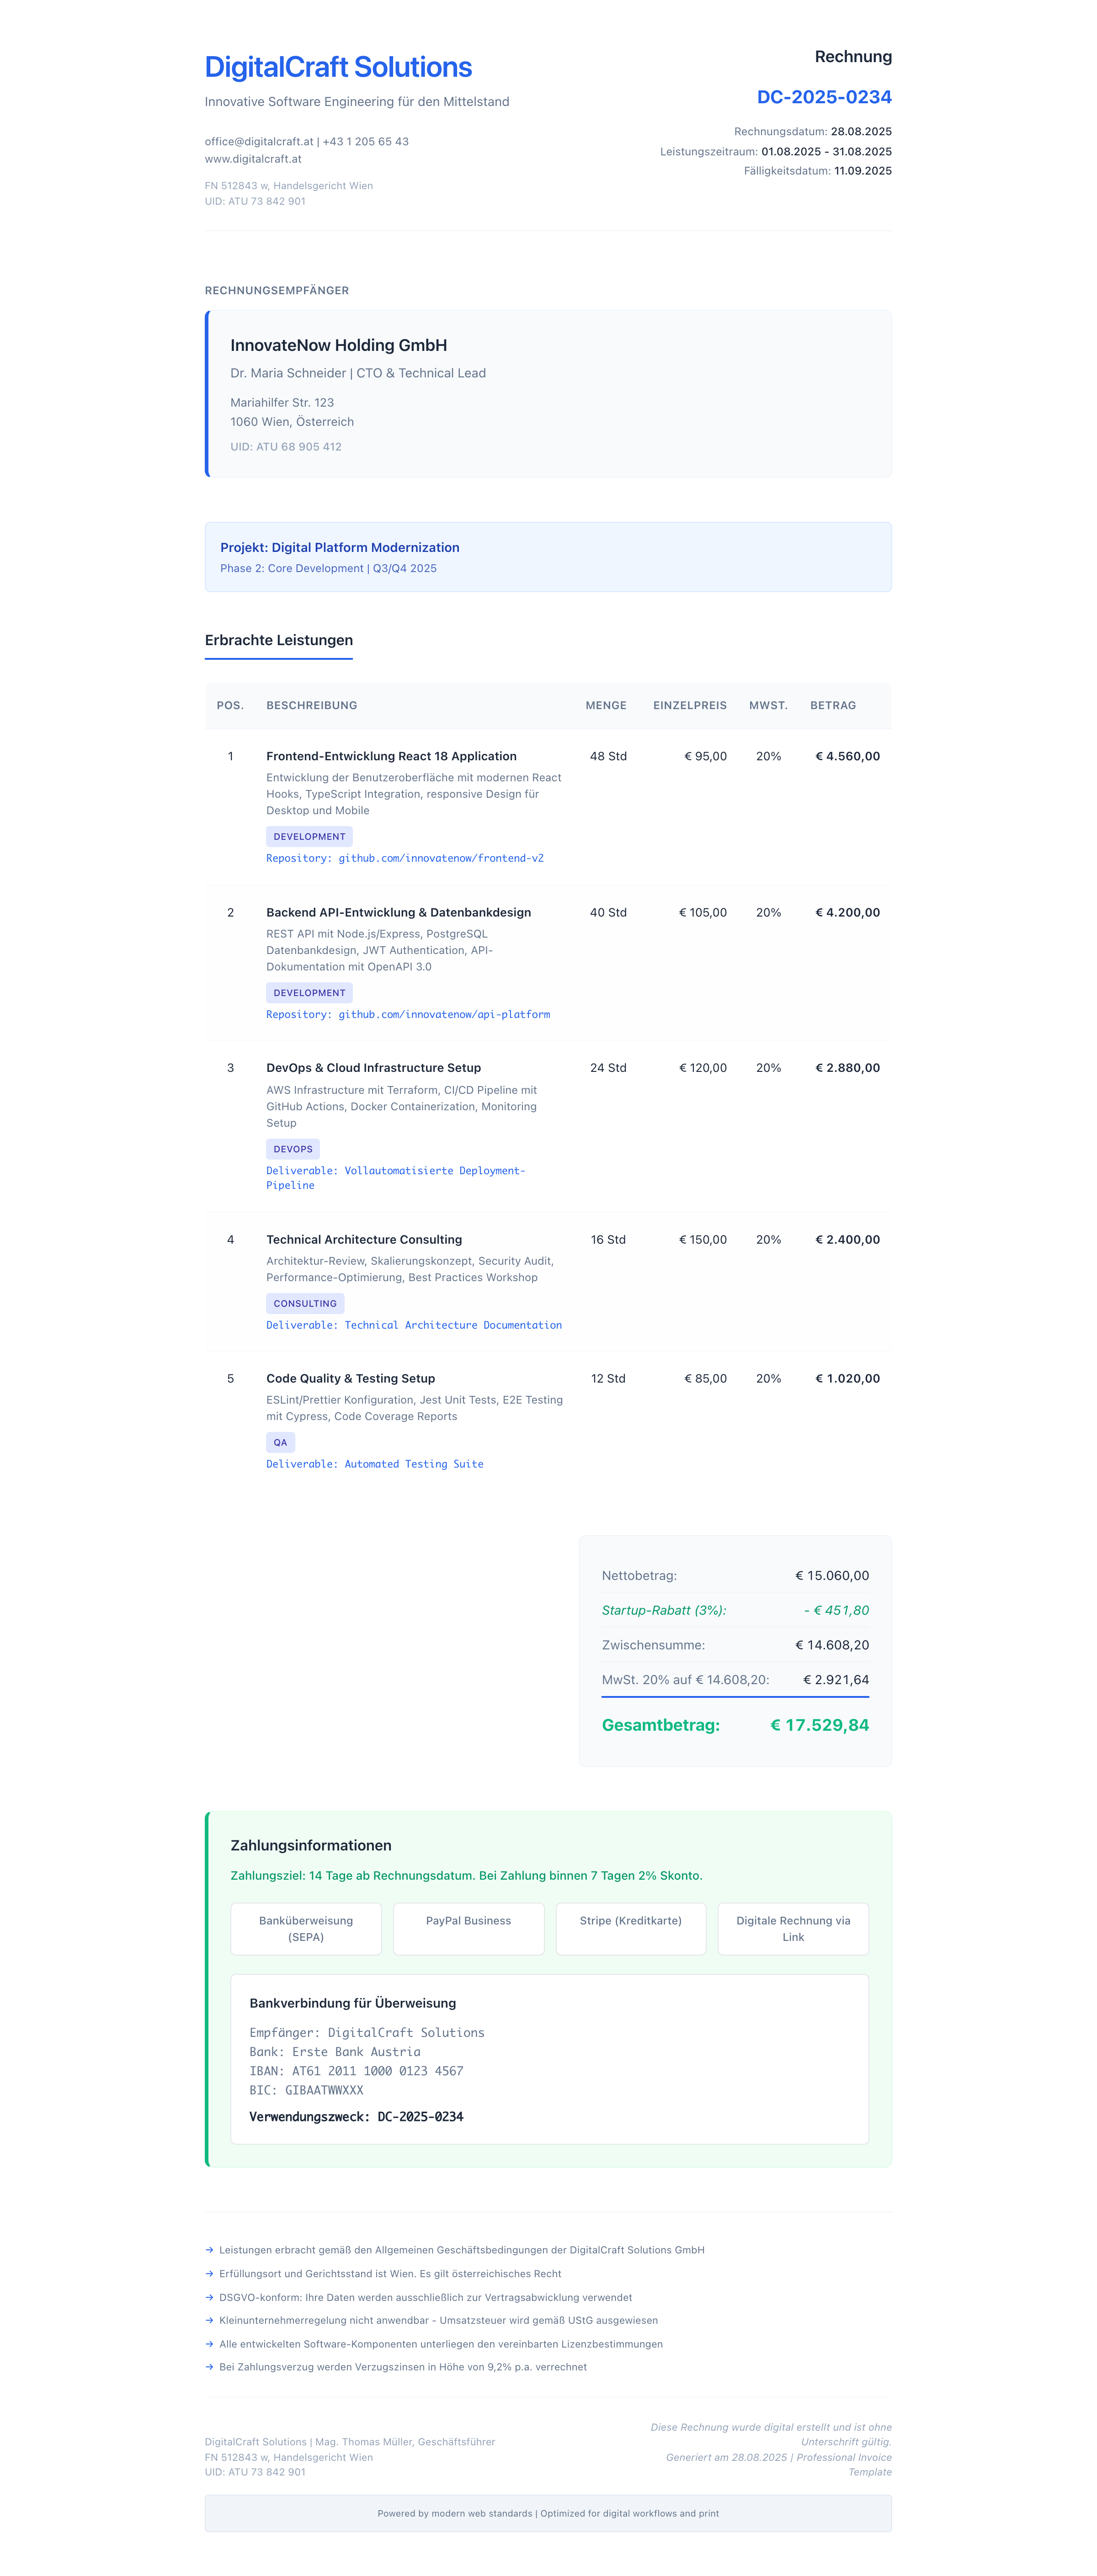 DigitalCraft Solutions
Innovative Software Engineering für den Mittelstand
office@digitalcraft.at | +43 1 205 65 43
www.digitalcraft.at
FN 512843 w, Handelsgericht Wien
UID: ATU 73 842 901
Rechnung
DC-2025-0234
Rechnungsdatum: 28.08.2025
Leistungszeitraum: 01.08.2025 - 31.08.2025
Fälligkeitsdatum: 11.09.2025
RECHNUNGSEMPFÄNGER
InnovateNow Holding GmbH
Dr. Maria Schneider | CTO & Technical Lead
Mariahilfer Str. 123
1060 Wien, Österreich
UID: ATU 68 905 412
Projekt: Digital Platform Modernization
Phase 2: Core Development | Q3/Q4 2025
Erbrachte Leistungen
POS. BESCHREIBUNG MENGE EINZELPREIS MWST. BETRAG
1 Frontend-Entwicklung React 18 Application 48 Std € 95,00 20% € 4.560,00
Entwicklung der Benutzeroberfläche mit modernen React
Hooks, TypeScript Integration, responsive Design für
Desktop und Mobile
DEVELOPMENT
Repository: github.com/innovatenow/frontend-v2
2 Backend API-Entwicklung & Datenbankdesign 40 Std € 105,00 20% € 4.200,00
REST API mit Node.js/Express, PostgreSQL
Datenbankdesign, JWT Authentication, API-
Dokumentation mit OpenAPI 3.0
DEVELOPMENT
Repository: github.com/innovatenow/api-platform
3 DevOps & Cloud Infrastructure Setup 24 Std € 120,00 20% € 2.880,00
AWS Infrastructure mit Terraform, CI/CD Pipeline mit
GitHub Actions, Docker Containerization, Monitoring
Setup
DEVOPS
Deliverable: Vollautomatisierte Deployment-
Pipeline
4 Technical Architecture Consulting 16 Std € 150,00 20% € 2.400,00
Architektur-Review, Skalierungskonzept, Security Audit,
Performance-Optimierung, Best Practices Workshop
CONSULTING
Deliverable: Technical Architecture Documentation
5 Code Quality & Testing Setup 12 Std € 85,00 20% € 1.020,00
ESLint/Prettier Konfiguration, Jest Unit Tests, E2E Testing
mit Cypress, Code Coverage Reports
QA
Deliverable: Automated Testing Suite
Nettobetrag: € 15.060,00
Startup-Rabatt (3%): - € 451,80
Zwischensumme: € 14.608,20
MwSt. 20% auf € 14.608,20: € 2.921,64
Gesamtbetrag: € 17.529,84
Zahlungsinformationen
Zahlungsziel: 14 Tage ab Rechnungsdatum. Bei Zahlung binnen 7 Tagen 2% Skonto.
Banküberweisung
(SEPA)
PayPal Business
Stripe (Kreditkarte)
Digitale Rechnung via
Link
Bankverbindung für Überweisung
Empfänger: DigitalCraft Solutions
Bank: Erste Bank Austria
IBAN: AT61 2011 1000 0123 4567
BIC: GIBAATWWXXX
Verwendungszweck: DC-2025-0234
→ Leistungen erbracht gemäß den Allgemeinen Geschäftsbedingungen der DigitalCraft Solutions GmbH
→ Erfüllungsort und Gerichtsstand ist Wien. Es gilt österreichisches Recht
→ DSGVO-konform: Ihre Daten werden ausschließlich zur Vertragsabwicklung verwendet
→ Kleinunternehmerregelung nicht anwendbar - Umsatzsteuer wird gemäß UStG ausgewiesen
→ Alle entwickelten Software-Komponenten unterliegen den vereinbarten Lizenzbestimmungen
→ Bei Zahlungsverzug werden Verzugszinsen in Höhe von 9,2% p.a. verrechnet
DigitalCraft Solutions | Mag. Thomas Müller, Geschäftsführer
FN 512843 w, Handelsgericht Wien
UID: ATU 73 842 901
Diese Rechnung wurde digital erstellt und ist ohne
Unterschrift gültig.
Generiert am 28.08.2025 | Professional Invoice
Template
Powered by modern web standards | Optimized for digital workflows and print